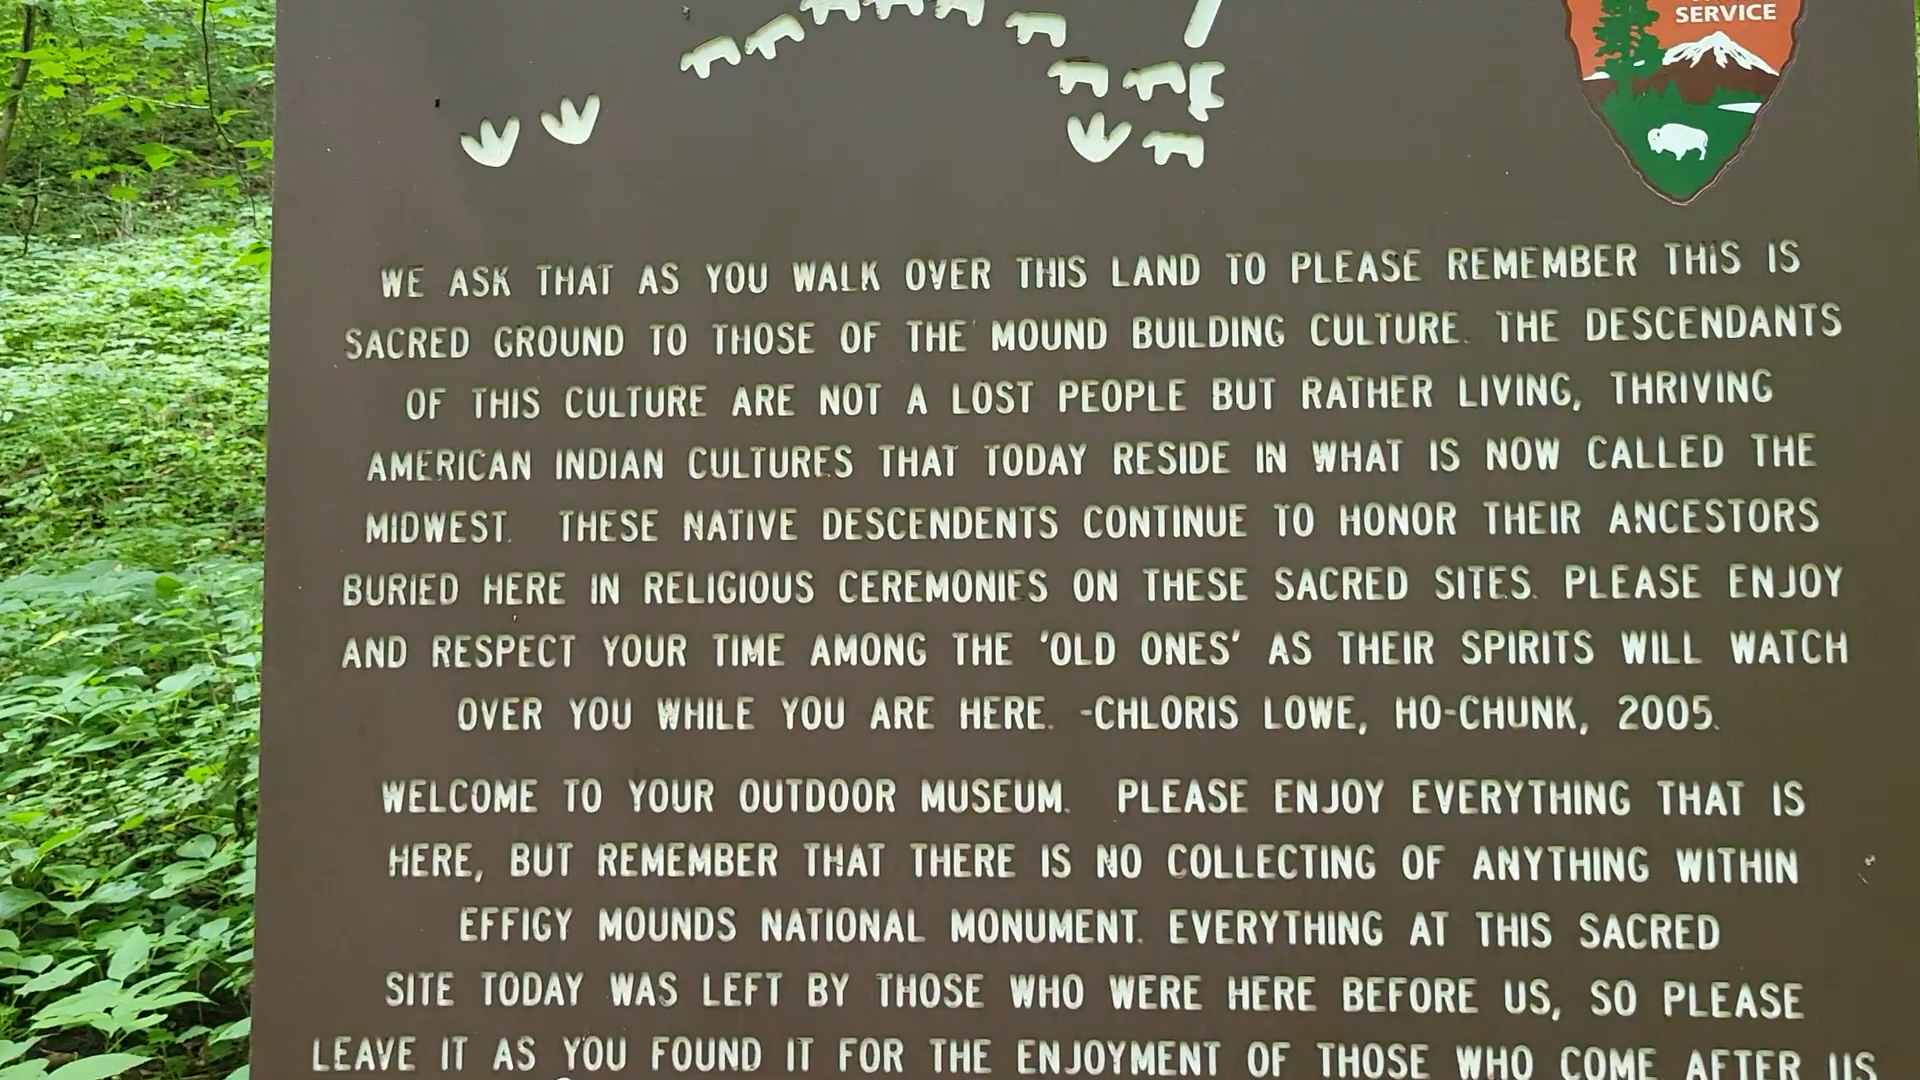 SERVICE
WE ASK THAT AS YOU WALK OVER THIS LAND TO PLEASE REMEMBER THIS IS
SACRED GROUND TO THOSE OF THE MOUND BUILDING CULTURE. THE DESCENDANTS
OF THIS CULTURE ARE NOT A LOST PEOPLE BUT RATHER LIVING, THRIVING
AMERICAN INDIAN CULTURES THAT TODAY RESIDE IN WHAT IS NOW CALLED THE
MIDWEST. THESE NATIVE DESCENDENTS CONTINUE TO HONOR THEIR ANCESTORS
BURIED HERE IN RELIGIOUS CEREMONIES ON THESE SACRED SITES. PLEASE ENJOY
AND RESPECT YOUR TIME AMONG THE 'OLD ONES' AS THEIR SPIRITS WILL WATCH
OVER YOU WHILE YOU ARE HERE. -CHLORIS LOWE, HO-CHUNK, 2005.
WELCOME TO YOUR OUTDOOR MUSEUM. PLEASE ENJOY EVERYTHING THAT IS
HERE, BUT REMEMBER THAT THERE IS NO COLLECTING OF ANYTHING WITHIN
EFFIGY MOUNDS NATIONAL MONUMENT. EVERYTHING AT THIS SACRED
SITE TODAY WAS LEFT BY THOSE WHO WERE HERE BEFORE US, SO PLEASE
LEAVE IT AS YOU FOUND IT FOR THE ENJOYMENT OF THOSE WHO COME AFTER US